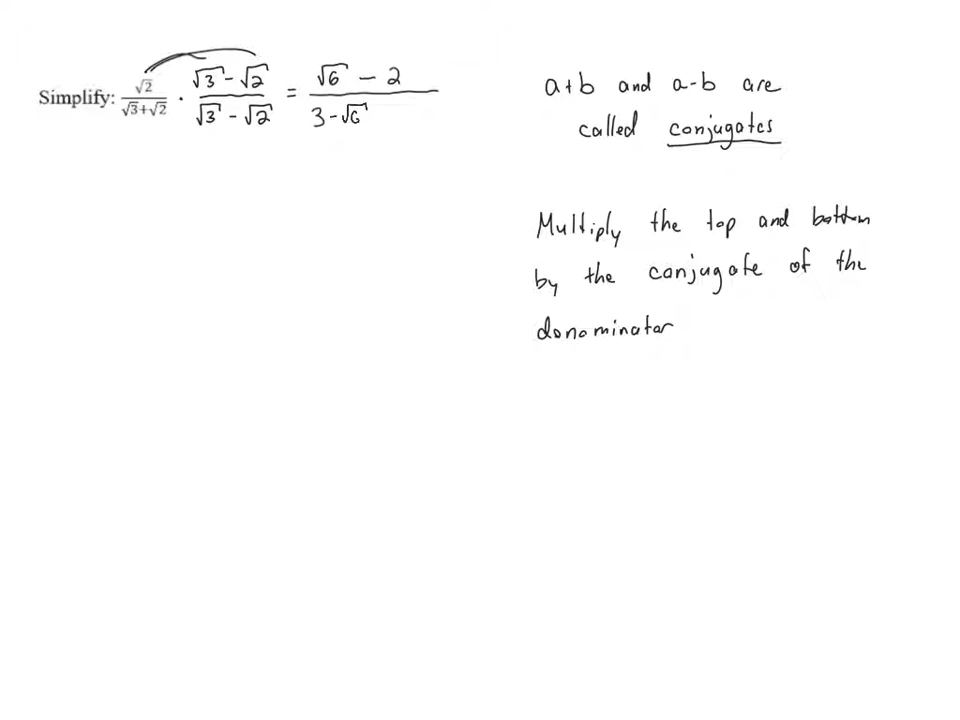 Simplify: √2/(√3+√2) · (√3 - √2)/(√3 - √2) = (√6 - 2)/(3 - √6
a+b and a-b are
called conjugates
Multiply the top and bottom
by the conjugate of the
donominator